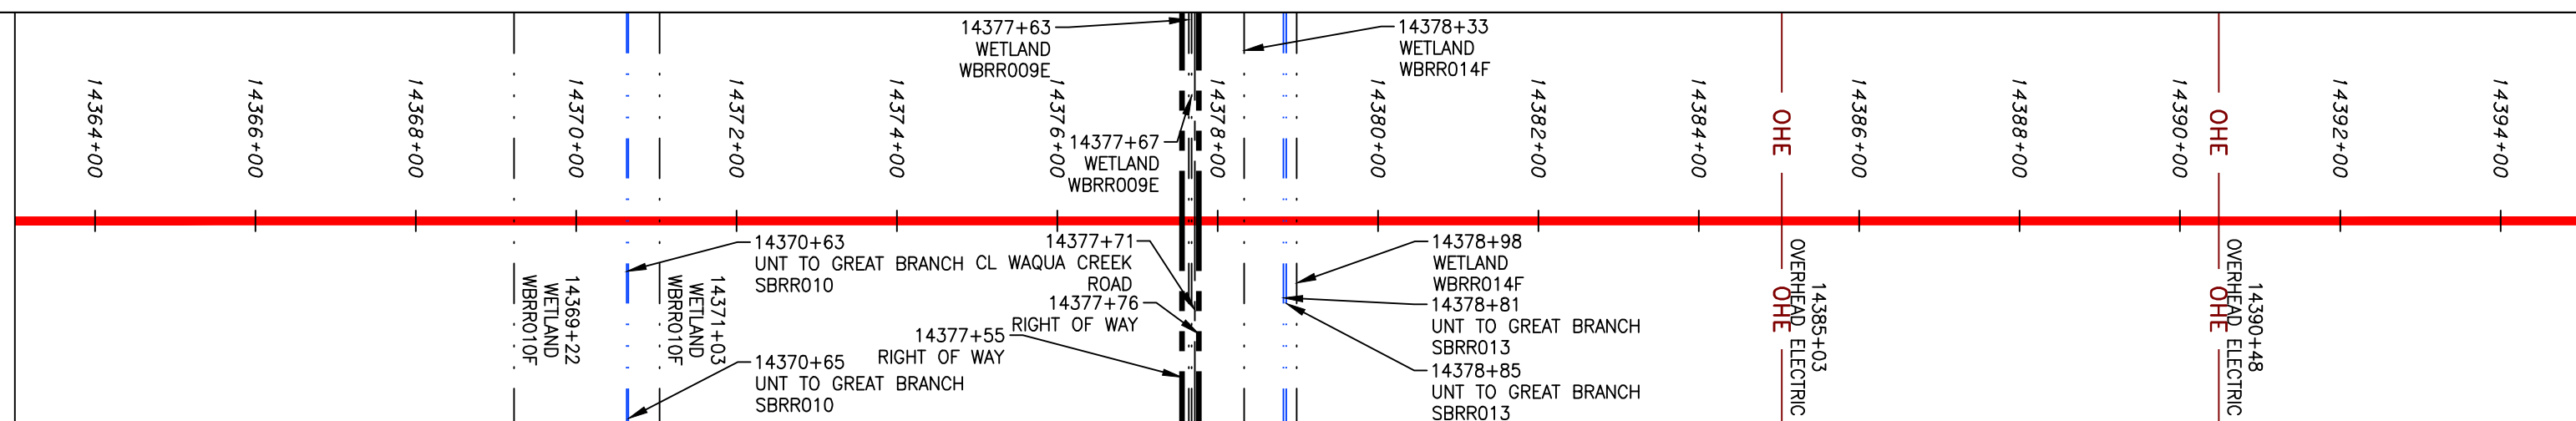 14377+63
WETLAND
WBRR009E
14378+33
WETLAND
WBRR014F
14364+00
14366+00
14368+00
14370+00
14372+00
14374+00
14376+00
14378+00
14380+00
14382+00
14384+00
14386+00
14388+00
14390+00
14392+00
14394+00
OHE
OHE
14377+67
WETLAND
WBRR009E
14369+22
WETLAND
WBRR010F
14370+63
UNT TO GREAT BRANCH
SBRR010
14371+03
WETLAND
WBRR010F
14370+65
UNT TO GREAT BRANCH
SBRR010
14377+71
CL WAQUA CREEK
ROAD
14377+76
RIGHT OF WAY
14377+55
RIGHT OF WAY
14378+98
WETLAND
WBRR014F
14378+81
UNT TO GREAT BRANCH
SBRR013
14378+85
UNT TO GREAT BRANCH
SBRR013
14385+03
OVERHEAD ELECTRIC
OHE
14390+48
OVERHEAD ELECTRIC
OHE